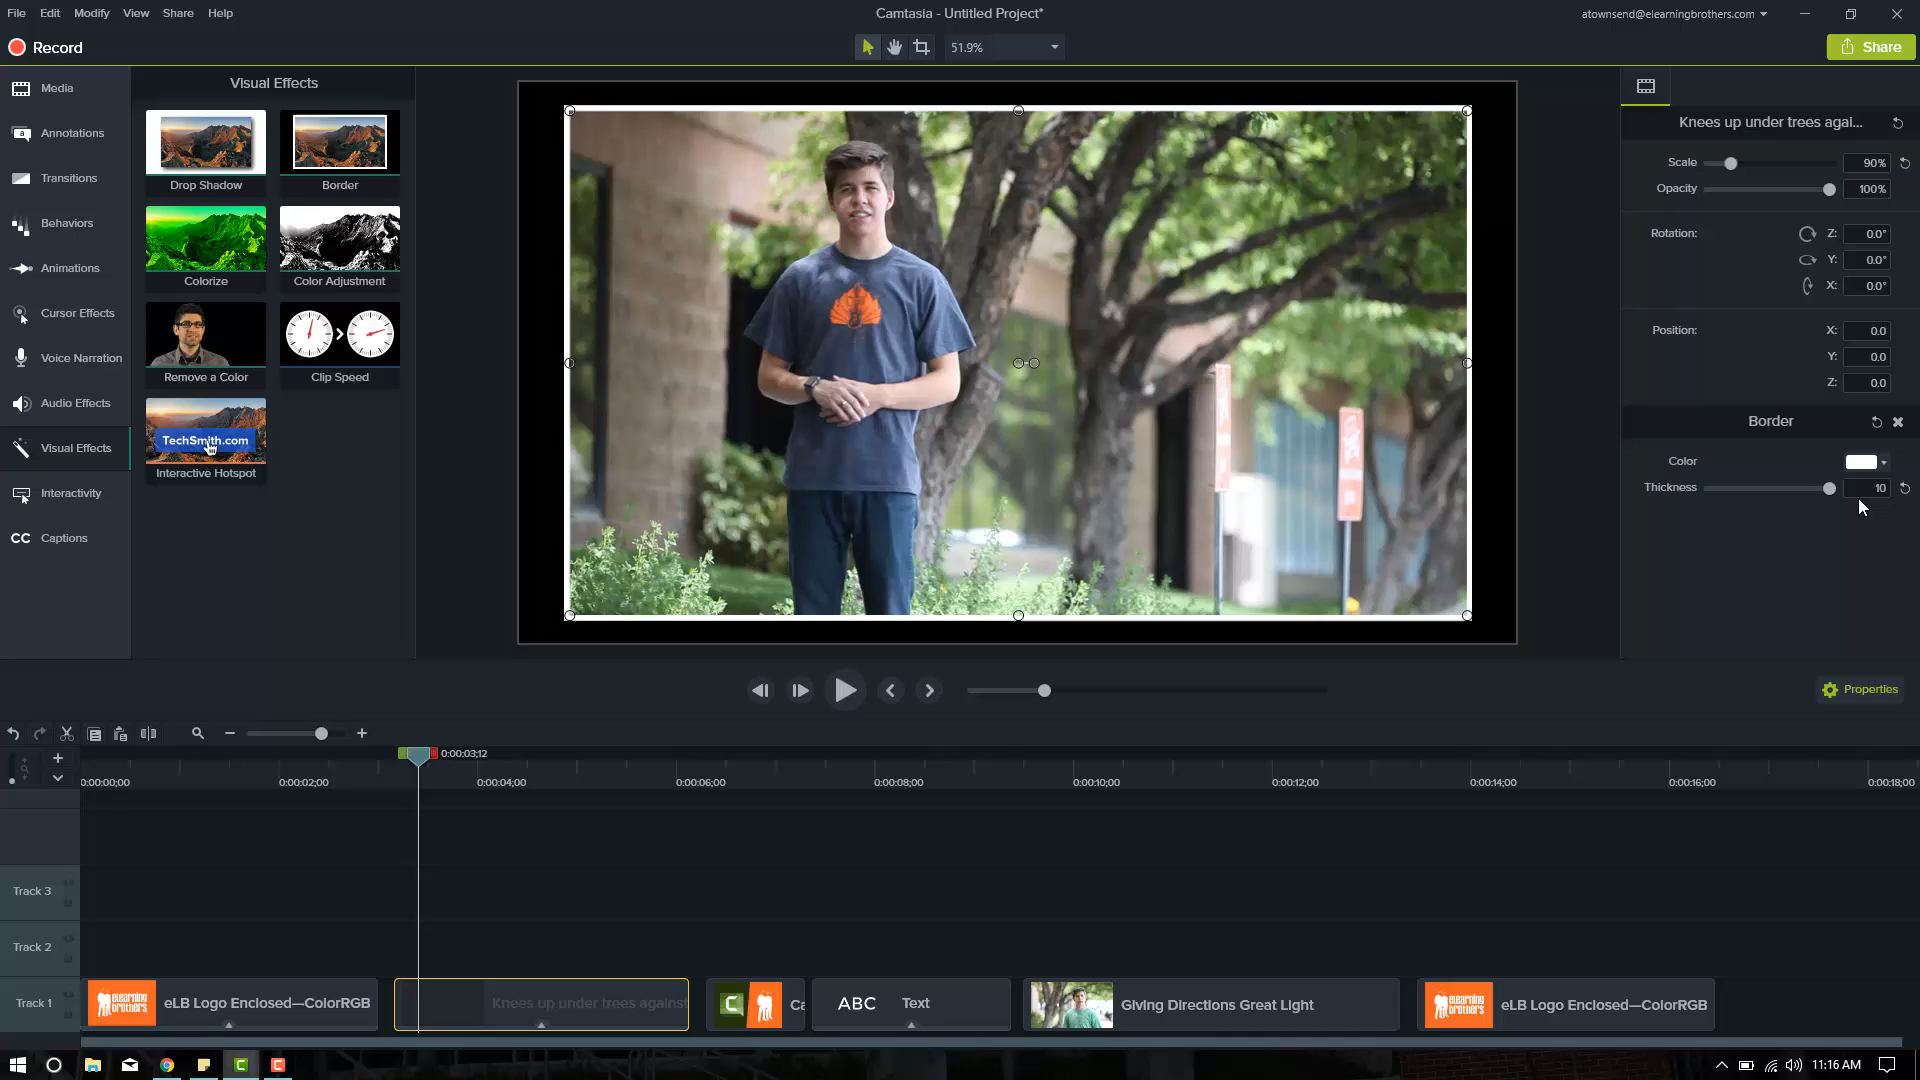 File Edit Modify View Share Help
Camtasia - Untitled Project*
atownsend@elearningbrothers.com
Record
51.9%
Share
Media
Annotations
Transitions
Behaviors
Animations
Cursor Effects
Voice Narration
Audio Effects
Visual Effects
Interactivity
CC Captions
Visual Effects
Drop Shadow
Border
Colorize
Color Adjustment
Remove a Color
Clip Speed
TechSmith.com
Interactive Hotspot
Knees up under trees agai...
Scale 90%
Opacity 100%
Rotation: Z: 0.0°
Y: 0.0°
X: 0.0°
Position: X: 0.0
Y: 0.0
Z: 0.0
Border
Color
Thickness 10
Properties
0:00:03;12
0:00:00;00 0:00:02;00 0:00:04;00 0:00:06;00 0:00:08;00 0:00:10;00 0:00:12;00 0:00:14;00 0:00:16;00 0:00:18;00
Track 3
Track 2
Track 1
elearning brothers
eLB Logo Enclosed—ColorRGB
Knees up under trees against
C
Ca
ABC Text
Giving Directions Great Light
elearning brothers
eLB Logo Enclosed—ColorRGB
11:16 AM